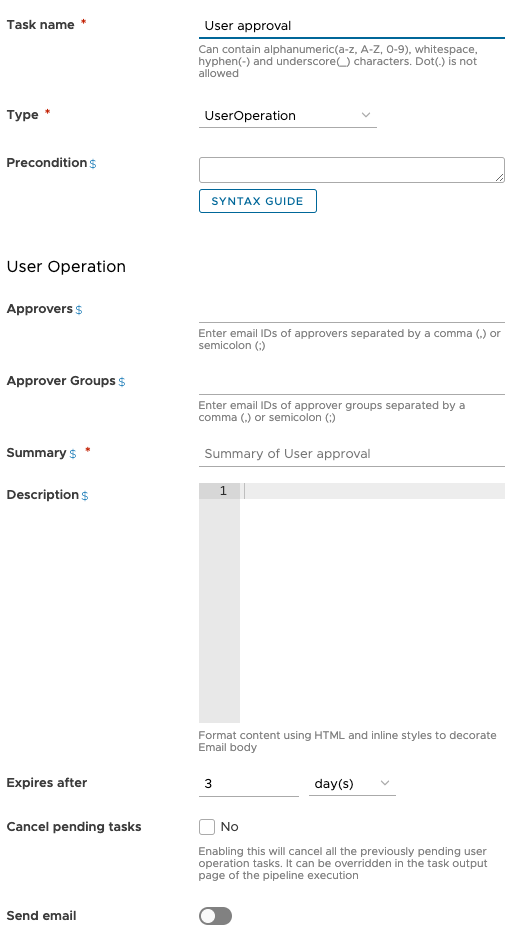 Task name * User approval
Can contain alphanumeric(a-z, A-Z, 0-9), whitespace,
hyphen(-) and underscore(_) characters. Dot(.) is not
allowed
Type * UserOperation
Precondition $
SYNTAX GUIDE
User Operation
Approvers $
Enter email IDs of approvers separated by a comma (,) or
semicolon (;)
Approver Groups $
Enter email IDs of approver groups separated by a
comma (,) or semicolon (;)
Summary $ * Summary of User approval
Description $ 1
Format content using HTML and inline styles to decorate
Email body
Expires after 3 day(s)
Cancel pending tasks No
Enabling this will cancel all the previously pending user
operation tasks. It can be overridden in the task output
page of the pipeline execution
Send email